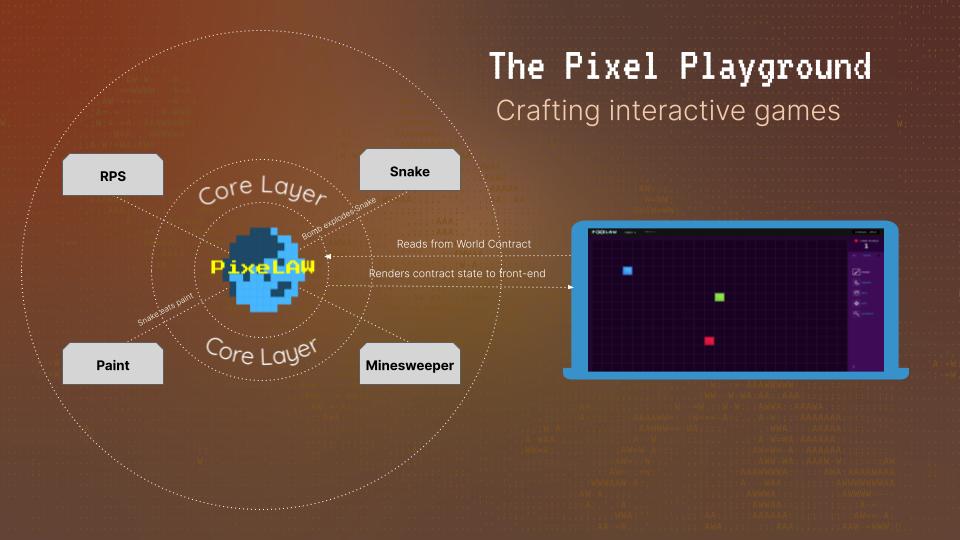 The Pixel Playground
Crafting interactive games
RPS
Snake
Core Layer
Bomb explodes Snake
Reads from World Contract
PixeLAW
Renders contract state to front-end
Snake eats paint
Core Layer
Paint
Minesweeper
PIXELAW